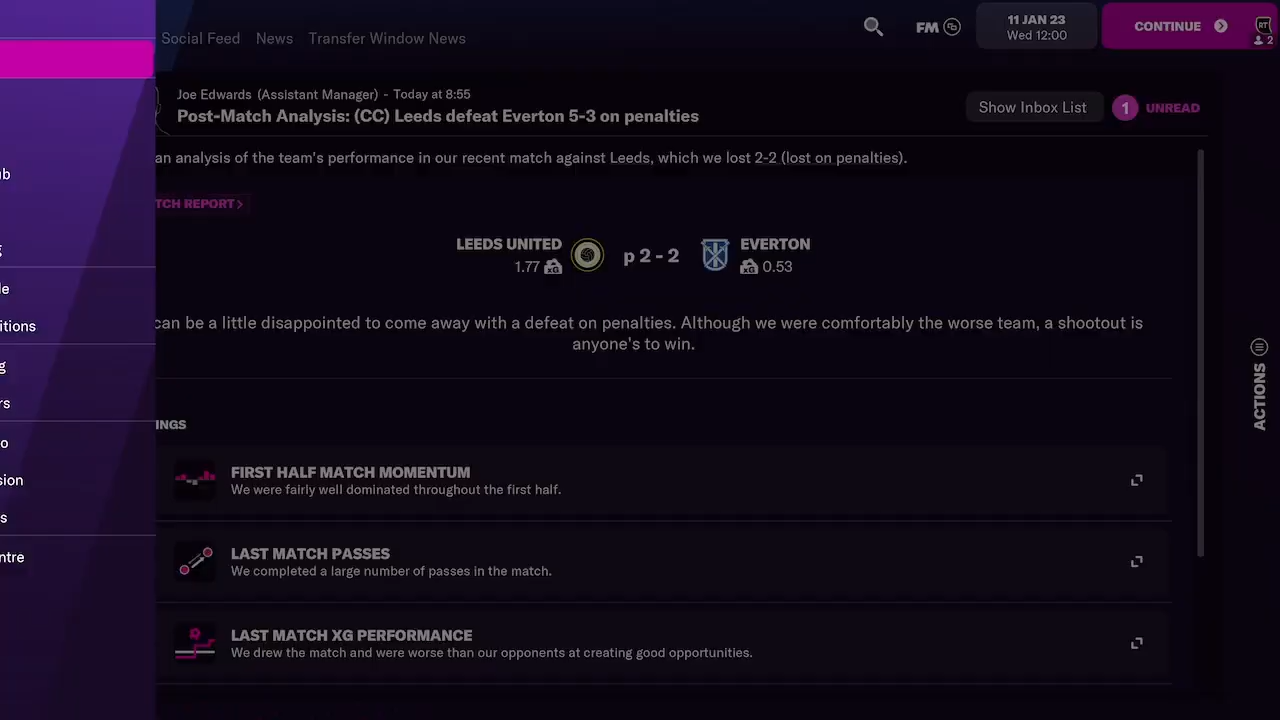 Social Feed News Transfer Window News
FM
11 JAN 23
Wed 12:00
CONTINUE
RT
2
Joe Edwards (Assistant Manager) - Today at 8:55
Post-Match Analysis: (CC) Leeds defeat Everton 5-3 on penalties
Show Inbox List
1 UNREAD
an analysis of the team's performance in our recent match against Leeds, which we lost 2-2 (lost on penalties).
TCH REPORT
LEEDS UNITED
1.77 xG
p 2 - 2
EVERTON
xG 0.53
can be a little disappointed to come away with a defeat on penalties. Although we were comfortably the worse team, a shootout is
anyone's to win.
INGS
FIRST HALF MATCH MOMENTUM
We were fairly well dominated throughout the first half.
LAST MATCH PASSES
We completed a large number of passes in the match.
LAST MATCH XG PERFORMANCE
We drew the match and were worse than our opponents at creating good opportunities.
ACTIONS
ub
g
le
itions
g
rs
o
sion
s
ntre